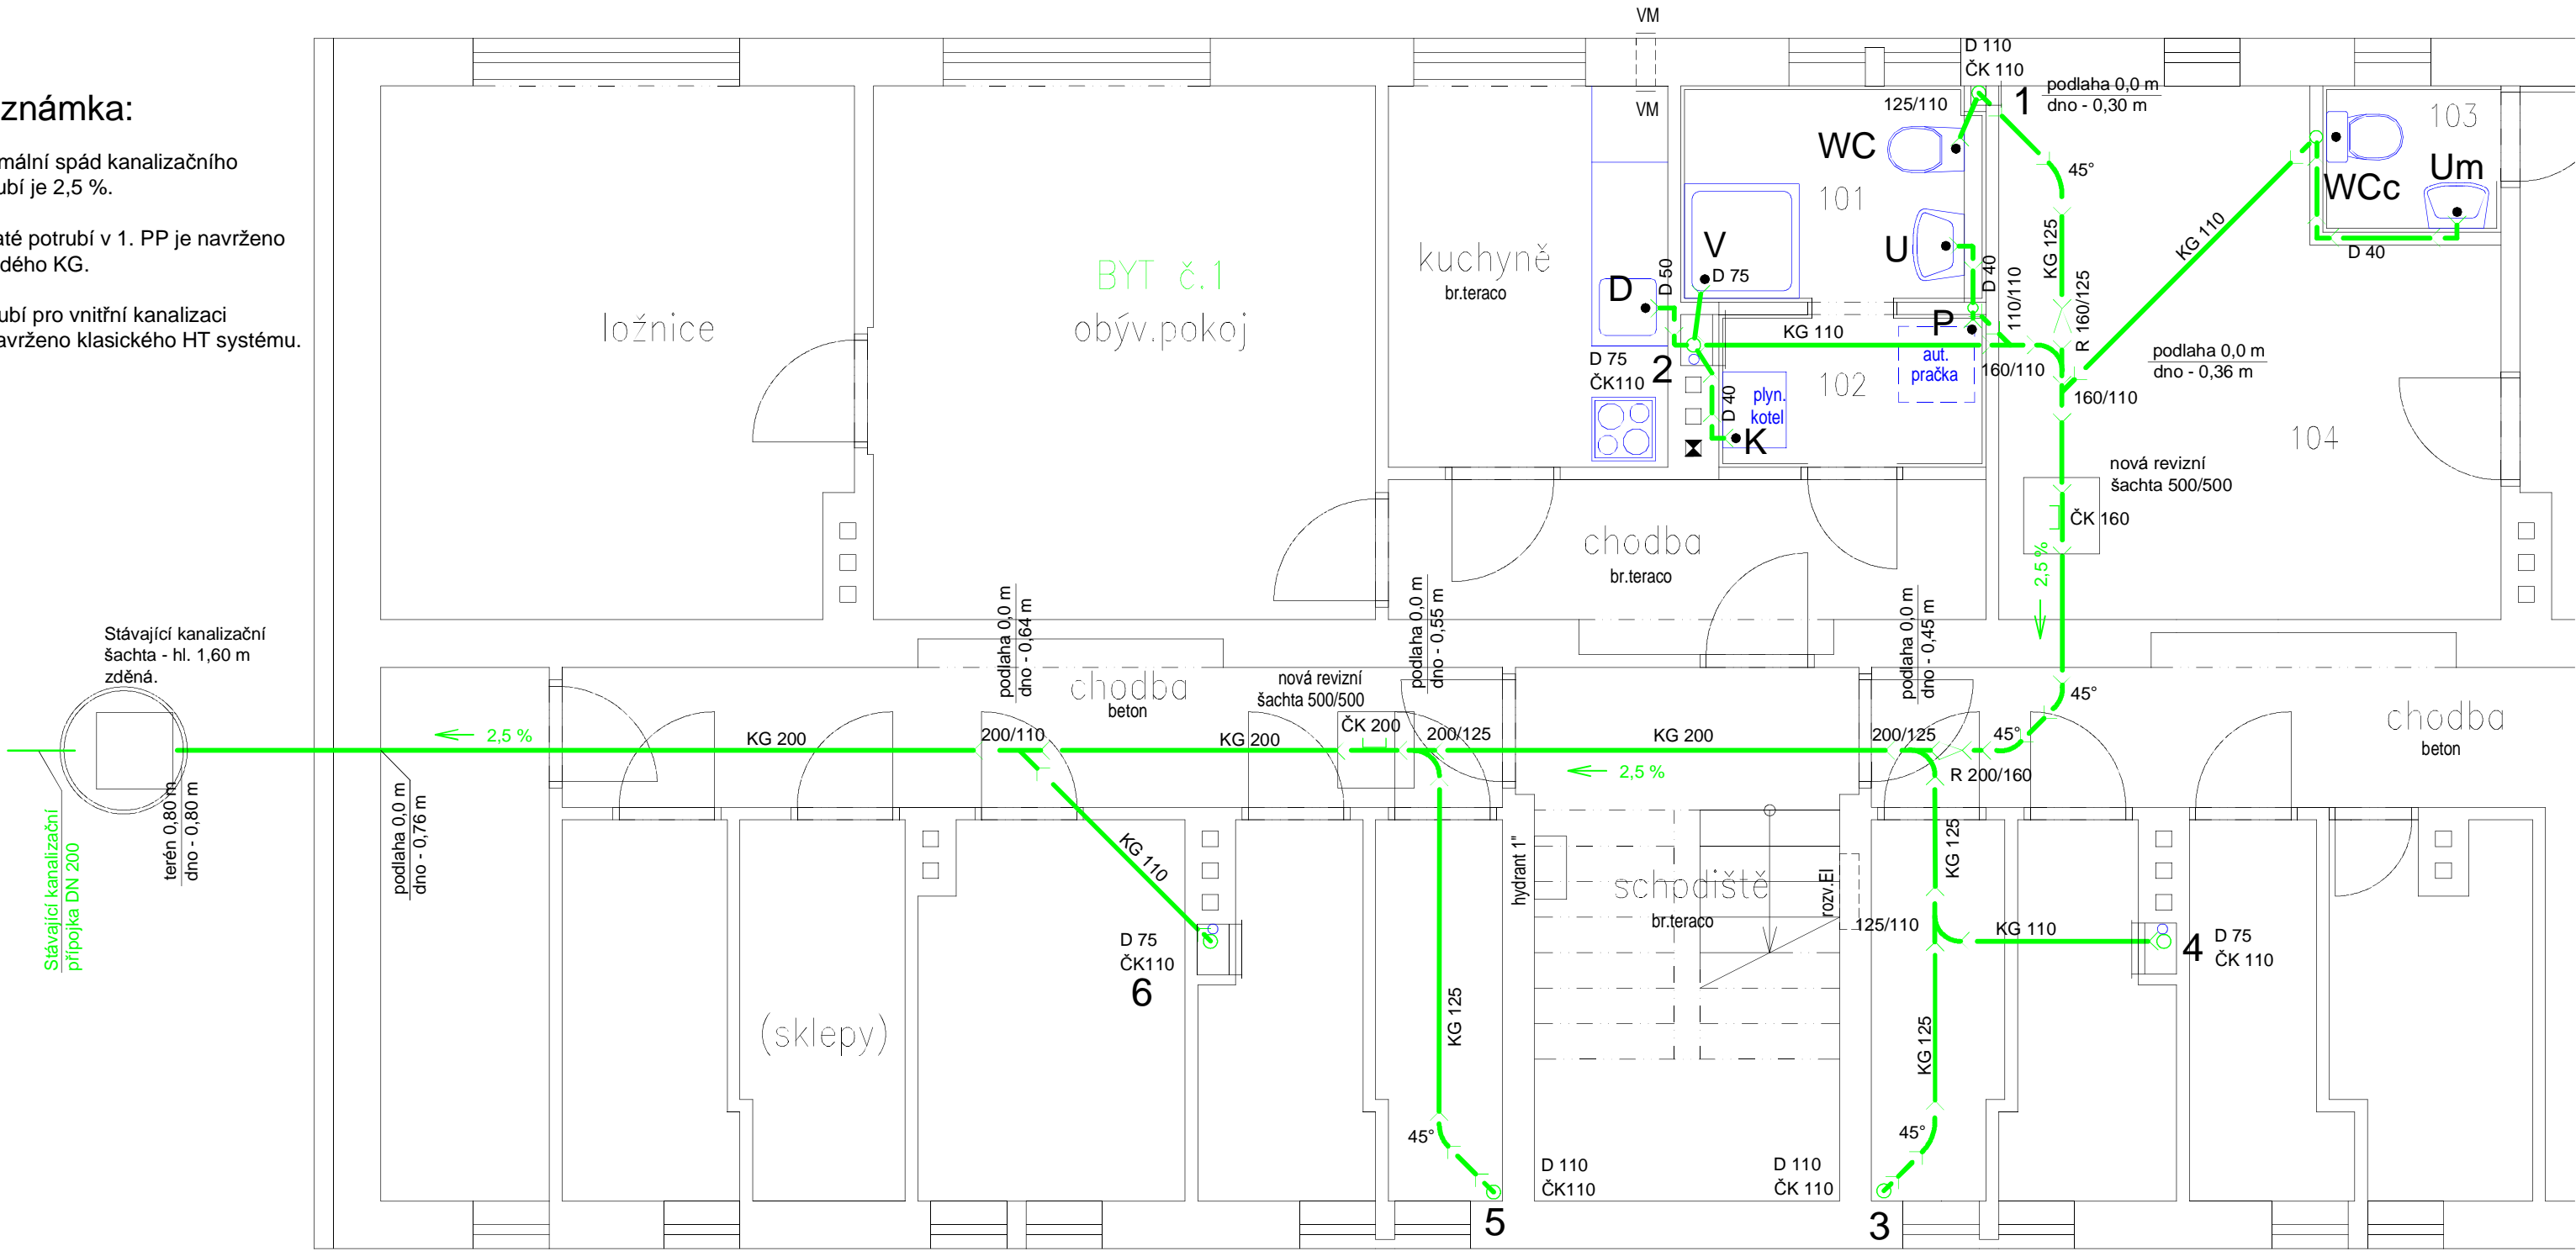 známka:
mální spád kanalizačního
ubí je 2,5 %.
até potrubí v 1. PP je navrženo
dého KG.
ubí pro vnitřní kanalizaci
avrženo klasického HT systému.
VM
VM
D 110
ČK 110
125/110
1
podlaha 0,0 m
dno - 0,30 m
103
WC
101
45°
WCc
Um
D 40
KG 110
KG 125
R 160/125
BYT č.1
obýv.pokoj
ložnice
kuchyně
br.teraco
D
D 50
V
D 75
U
D 40
110/110
P
KG 110
aut.
pračka
160/110
podlaha 0,0 m
dno - 0,36 m
160/110
D 75
ČK110
2
102
D 40
plyn.
kotel
K
104
nová revizní
šachta 500/500
ČK 160
2,5 %
chodba
br.teraco
podlaha 0,0 m
dno - 0,64 m
podlaha 0,0 m
dno - 0,55 m
podlaha 0,0 m
dno - 0,45 m
Stávající kanalizační
šachta - hl. 1,60 m
zděná.
chodba
beton
nová revizní
šachta 500/500
ČK 200
45°
chodba
beton
2,5 %
KG 200
200/110
KG 200
200/125
KG 200
200/125
45°
2,5 %
R 200/160
Stávající kanalizační
přípojka DN 200
terén 0,80 m
dno - 0,80 m
podlaha 0,0 m
dno - 0,76 m
KG 110
hydrant 1"
schpdiště
br.teraco
rozv.El
KG 125
125/110
KG 110
4
D 75
ČK 110
D 75
ČK110
6
(sklepy)
KG 125
KG 125
45°
45°
D 110
ČK110
D 110
ČK 110
5
3